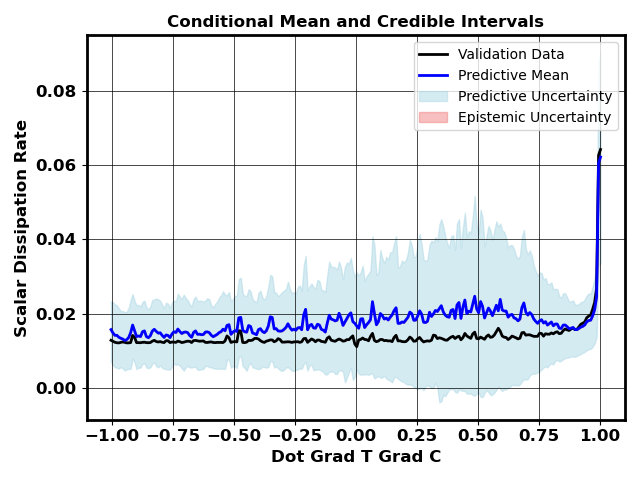 Conditional Mean and Credible Intervals
Validation Data
Predictive Mean
Predictive Uncertainty
Epistemic Uncertainty
Scalar Dissipation Rate
0.08
0.06
0.04
0.02
0.00
−1.00 −0.75 −0.50 −0.25 0.00 0.25 0.50 0.75 1.00
Dot Grad T Grad C